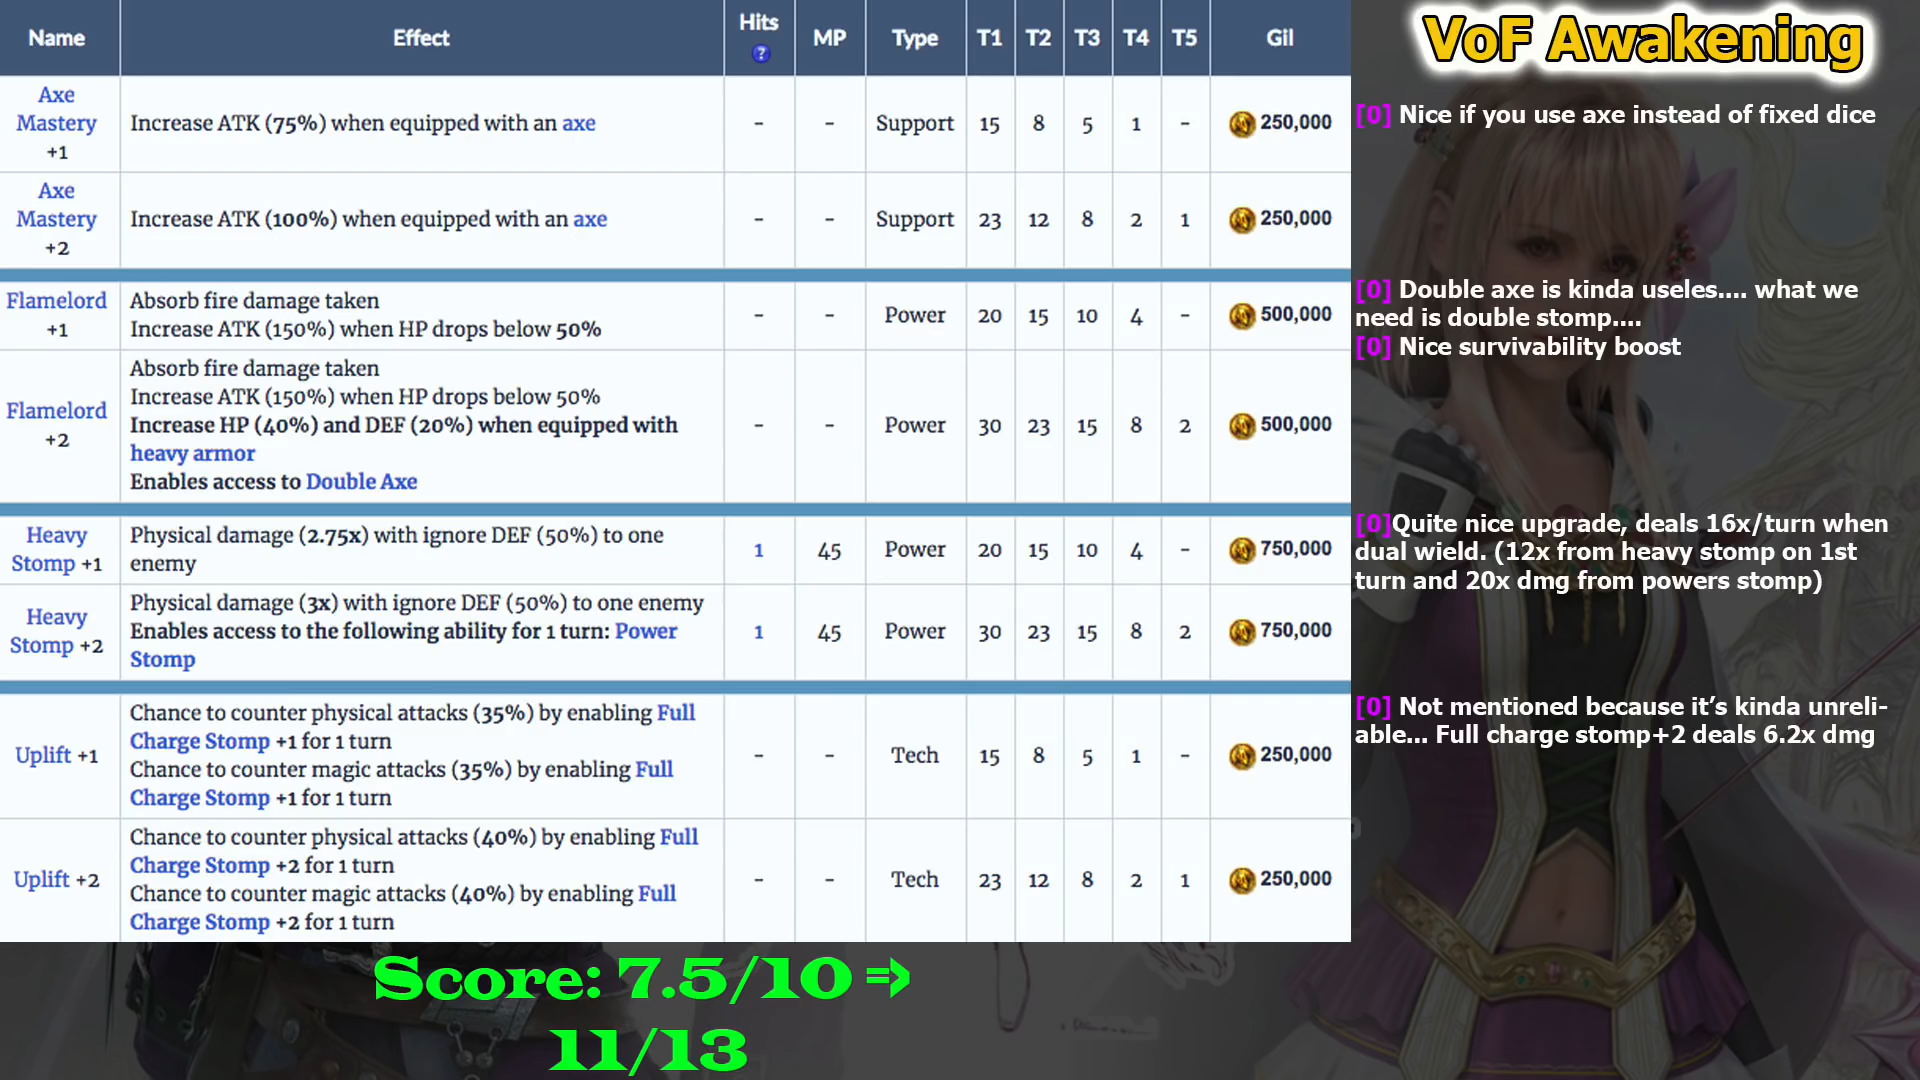 Name Effect Hits ? MP Type T1 T2 T3 T4 T5 Gil
Axe
Mastery
+1
Increase ATK (75%) when equipped with an axe
- - Support 15 8 5 1 - 250,000
Axe
Mastery
+2
Increase ATK (100%) when equipped with an axe
- - Support 23 12 8 2 1 250,000
Flamelord
+1
Absorb fire damage taken
Increase ATK (150%) when HP drops below 50%
- - Power 20 15 10 4 - 500,000
Flamelord
+2
Absorb fire damage taken
Increase ATK (150%) when HP drops below 50%
Increase HP (40%) and DEF (20%) when equipped with
heavy armor
Enables access to Double Axe
- - Power 30 23 15 8 2 500,000
Heavy
Stomp +1
Physical damage (2.75x) with ignore DEF (50%) to one
enemy
1 45 Power 20 15 10 4 - 750,000
Heavy
Stomp +2
Physical damage (3x) with ignore DEF (50%) to one enemy
Enables access to the following ability for 1 turn: Power
Stomp
1 45 Power 30 23 15 8 2 750,000
Uplift +1
Chance to counter physical attacks (35%) by enabling Full
Charge Stomp +1 for 1 turn
Chance to counter magic attacks (35%) by enabling Full
Charge Stomp +1 for 1 turn
- - Tech 15 8 5 1 - 250,000
Uplift +2
Chance to counter physical attacks (40%) by enabling Full
Charge Stomp +2 for 1 turn
Chance to counter magic attacks (40%) by enabling Full
Charge Stomp +2 for 1 turn
- - Tech 23 12 8 2 1 250,000
VoF Awakening
[0] Nice if you use axe instead of fixed dice
[0] Double axe is kinda useles.... what we
need is double stomp....
[0] Nice survivability boost
[0]Quite nice upgrade, deals 16x/turn when
dual wield. (12x from heavy stomp on 1st
turn and 20x dmg from powers stomp)
[0] Not mentioned because it's kinda unreli-
able... Full charge stomp+2 deals 6.2x dmg
Score: 7.5/10 =>
11/13